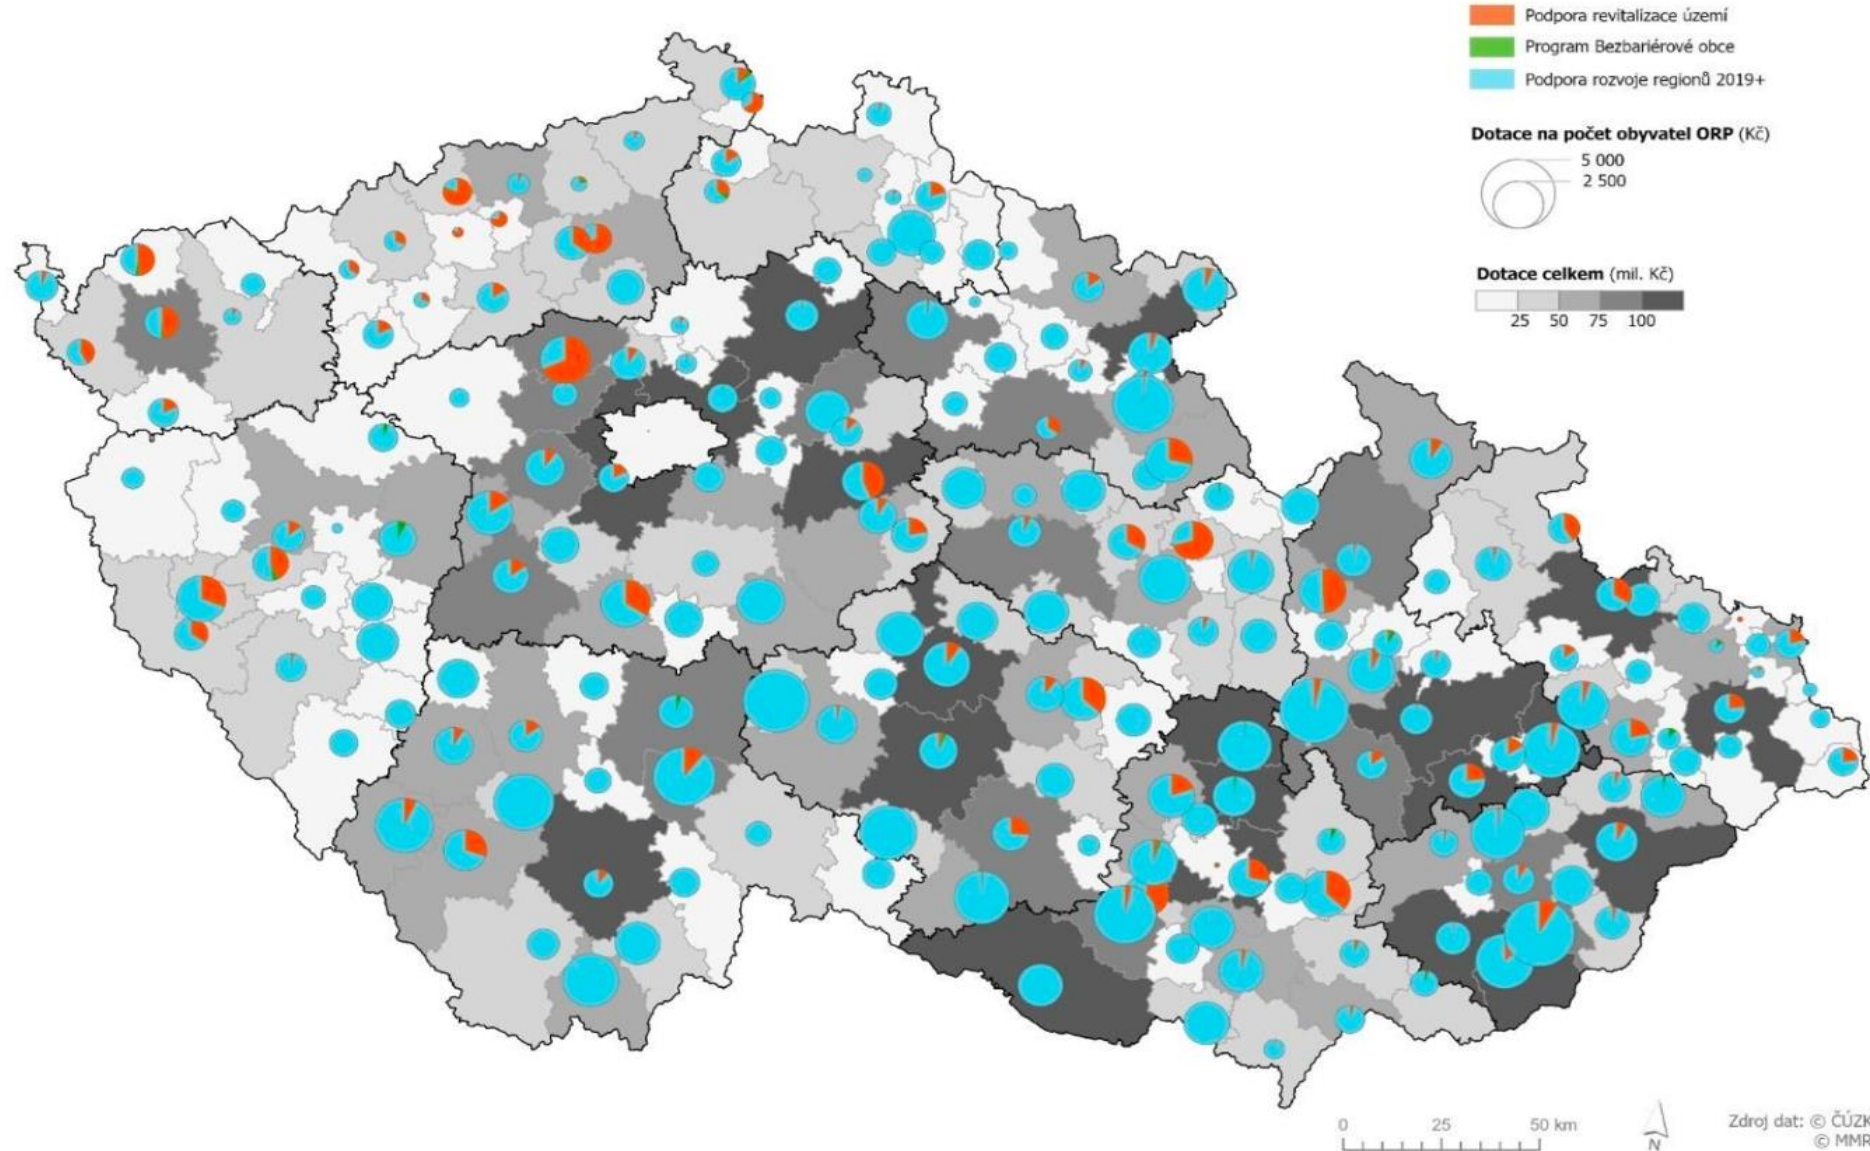 Podpora revitalizace území
Program Bezbariérové obce
Podpora rozvoje regionů 2019+
Dotace na počet obyvatel ORP (Kč)
5 000
2 500
Dotace celkem (mil. Kč)
25 50 75 100
0 25 50 km
N
Zdroj dat: © ČÚZK
© MMR